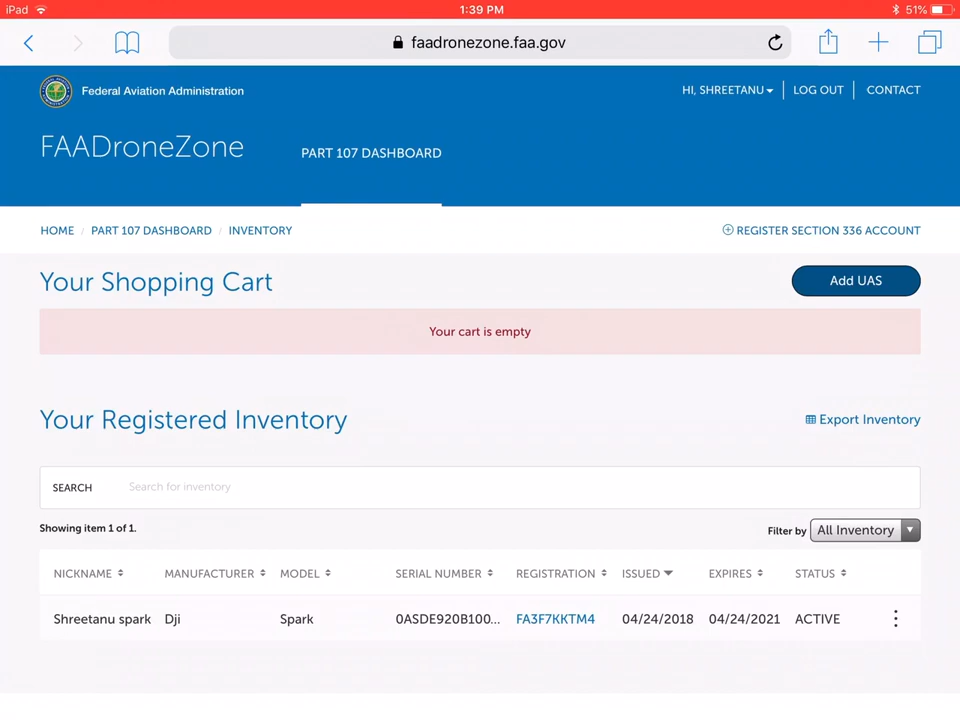 iPad 1:39 PM 51%
faadronezone.faa.gov
Federal Aviation Administration HI, SHREETANU LOG OUT CONTACT
FAADroneZone PART 107 DASHBOARD
HOME / PART 107 DASHBOARD / INVENTORY REGISTER SECTION 336 ACCOUNT
Your Shopping Cart Add UAS
Your cart is empty
Your Registered Inventory Export Inventory
SEARCH Search for inventory
Showing item 1 of 1. Filter by All Inventory
NICKNAME MANUFACTURER MODEL SERIAL NUMBER REGISTRATION ISSUED EXPIRES STATUS
Shreetanu spark Dji Spark 0ASDE920B100... FA3F7KKTM4 04/24/2018 04/24/2021 ACTIVE